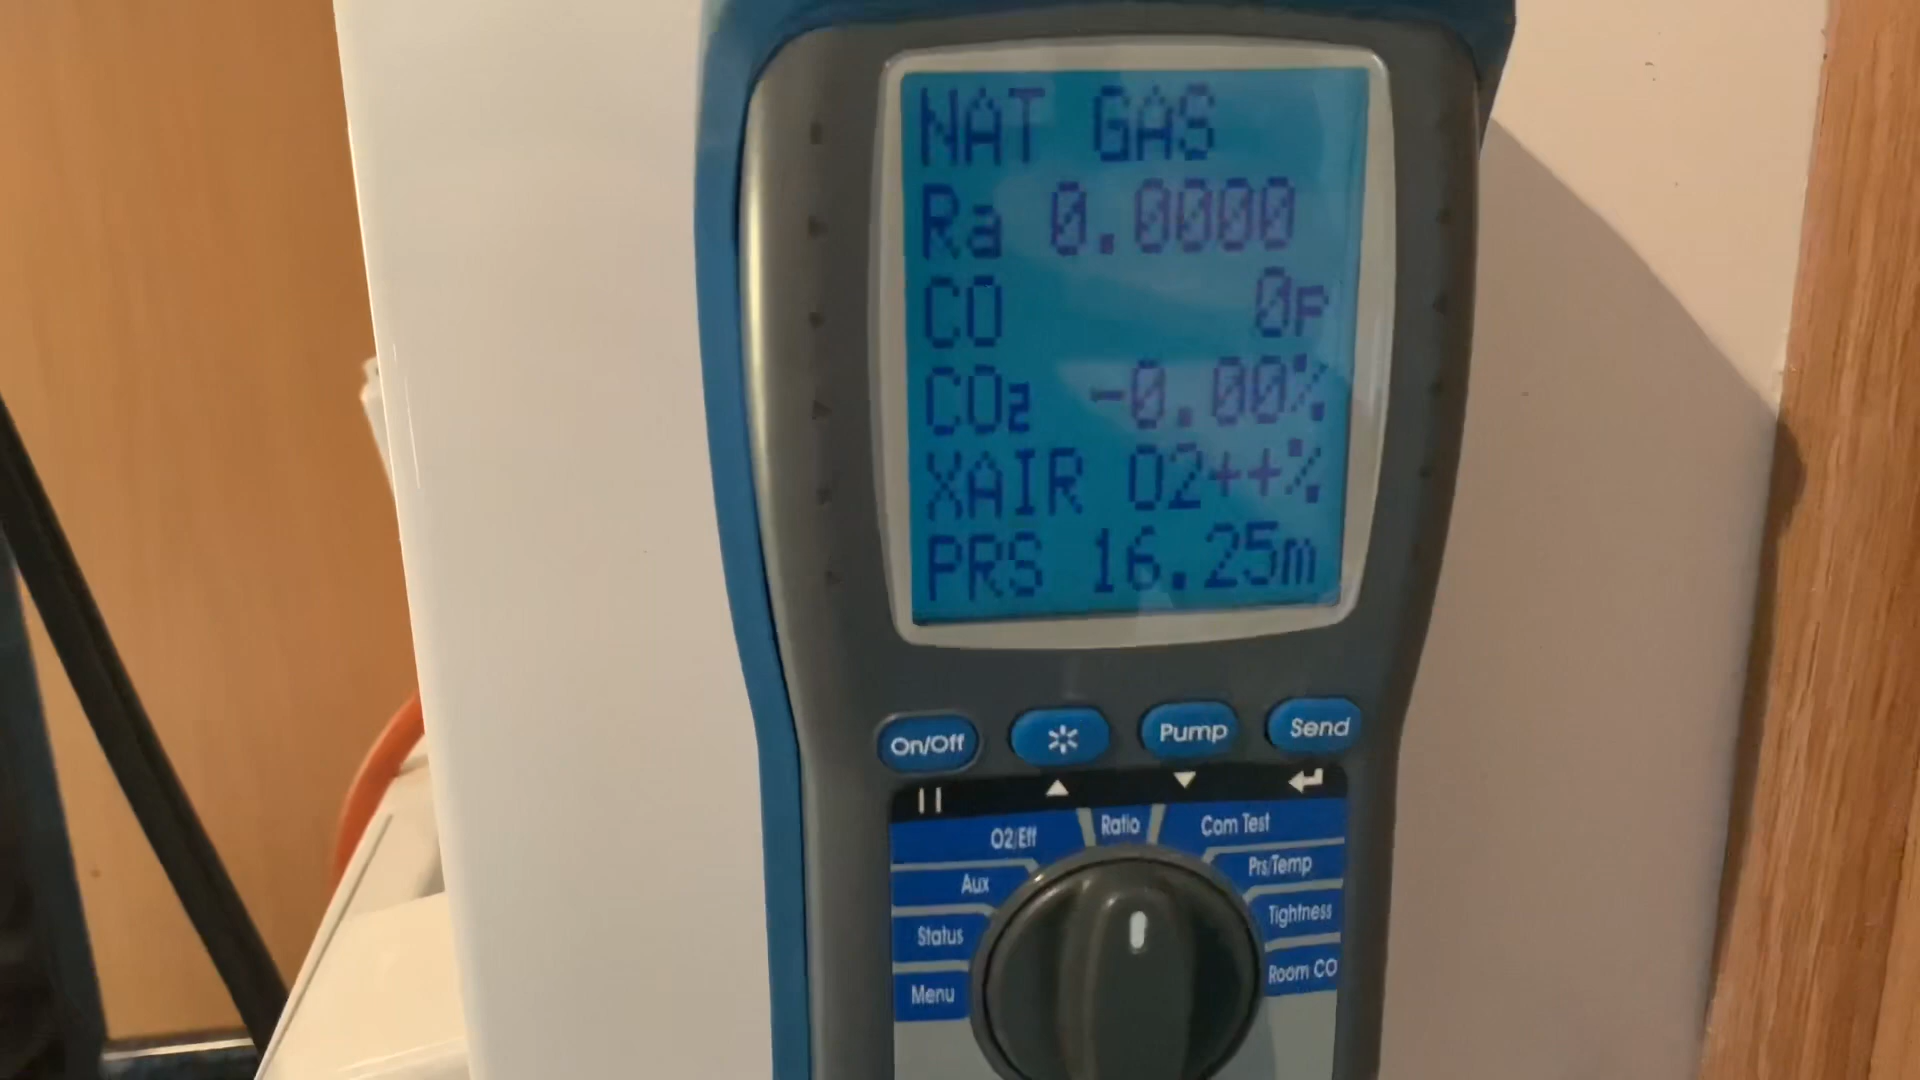 NAT GAS
Ra 0.0000
CO 0P
CO₂ -0.00%
XAIR O2++%
PRS 16.25m
On/Off
Pump
Send
O2/Eff
Ratio
Com Test
Aux
Prs/Temp
Status
Tightness
Menu
Room CO